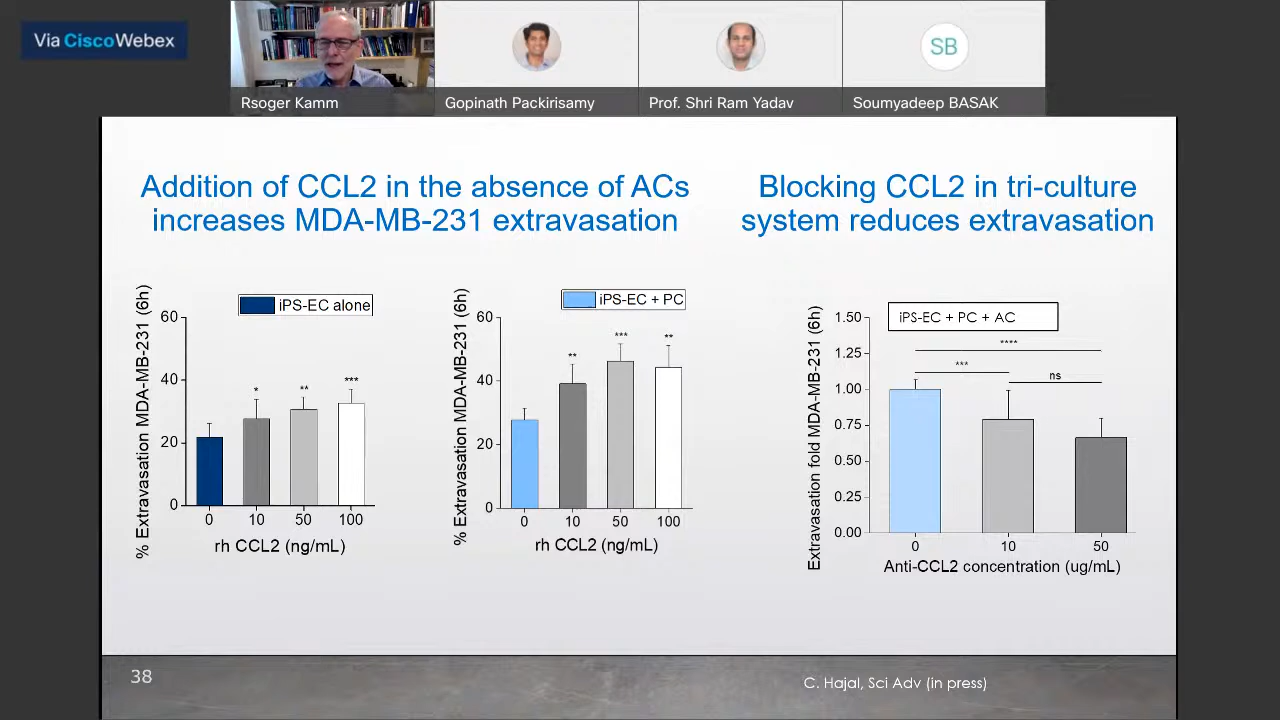 Via Cisco Webex
Rsoger Kamm
Gopinath Packirisamy
Prof. Shri Ram Yadav
SB
Soumyadeep BASAK
Addition of CCL2 in the absence of ACs
increases MDA-MB-231 extravasation
Blocking CCL2 in tri-culture
system reduces extravasation
% Extravasation MDA-MB-231 (6h)
iPS-EC alone
60
40
20
0
*
**
***
0 10 50 100
rh CCL2 (ng/mL)
% Extravasation MDA-MB-231 (6h)
iPS-EC + PC
60
40
20
0
**
***
**
0 10 50 100
rh CCL2 (ng/mL)
Extravasation fold MDA-MB-231 (6h)
iPS-EC + PC + AC
1.50
1.25
1.00
0.75
0.50
0.25
0.00
****
***
ns
0 10 50
Anti-CCL2 concentration (ug/mL)
38
C. Hajal, Sci Adv (in press)